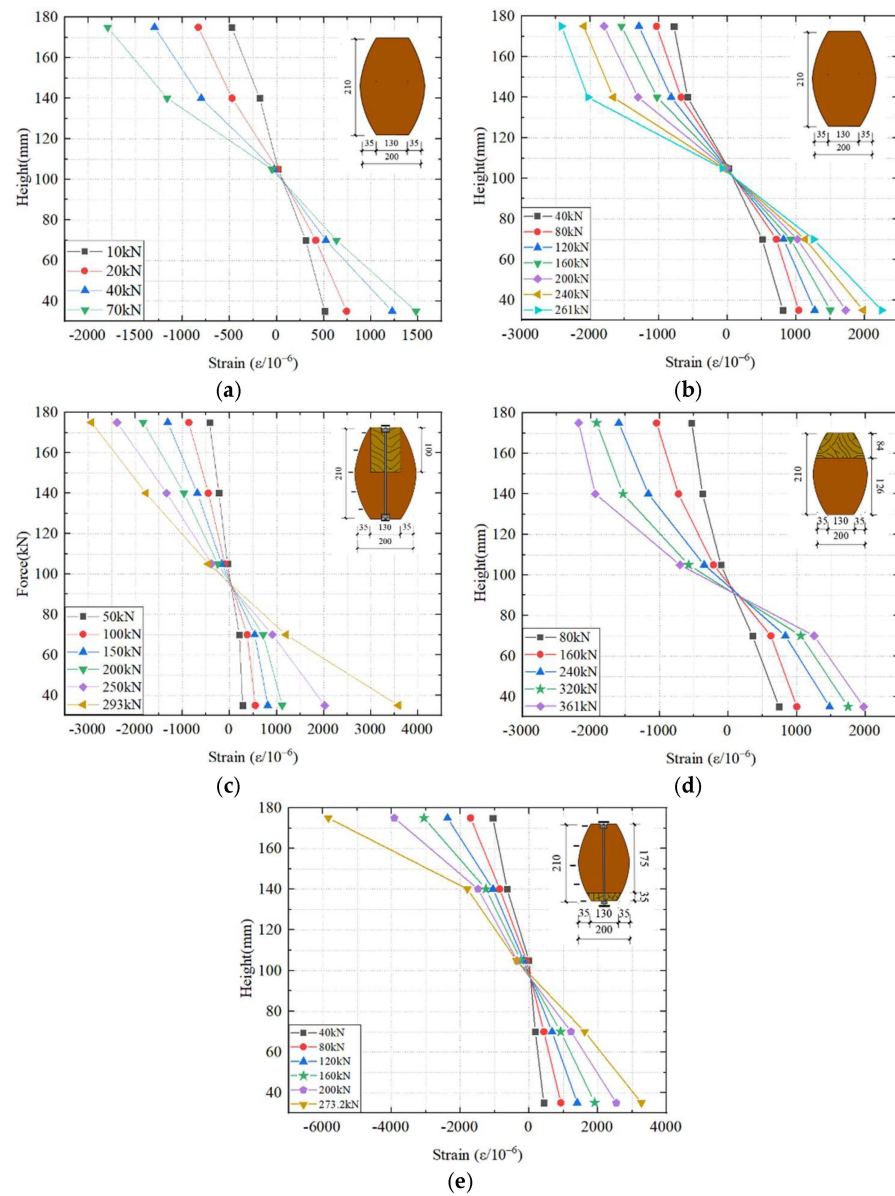 180
160
140
120
100
80
60
40
Height(mm)
-2000
-1500
-1000
-500
0
500
1000
1500
Strain (ε/10⁻⁶)
10kN
20kN
40kN
70kN
210
35
130
35
200
(a)
180
160
140
120
100
80
60
40
Height(mm)
-3000
-2000
-1000
0
1000
2000
Strain (ε/10⁻⁶)
40kN
80kN
120kN
160kN
200kN
240kN
261kN
210
35
130
35
200
(b)
180
160
140
120
100
80
60
40
Force(kN)
-3000
-2000
-1000
0
1000
2000
3000
4000
Strain (ε/10⁻⁶)
50kN
100kN
150kN
200kN
250kN
293kN
210
100
35
130
35
200
(c)
180
160
140
120
100
80
60
40
Height(mm)
-3000
-2000
-1000
0
1000
2000
Strain (ε/10⁻⁶)
80kN
160kN
240kN
320kN
361kN
210
84
126
35
130
35
200
(d)
180
160
140
120
100
80
60
40
Height(mm)
-6000
-4000
-2000
0
2000
4000
Strain (ε/10⁻⁶)
40kN
80kN
120kN
160kN
200kN
273.2kN
210
175
35
35
130
35
200
(e)